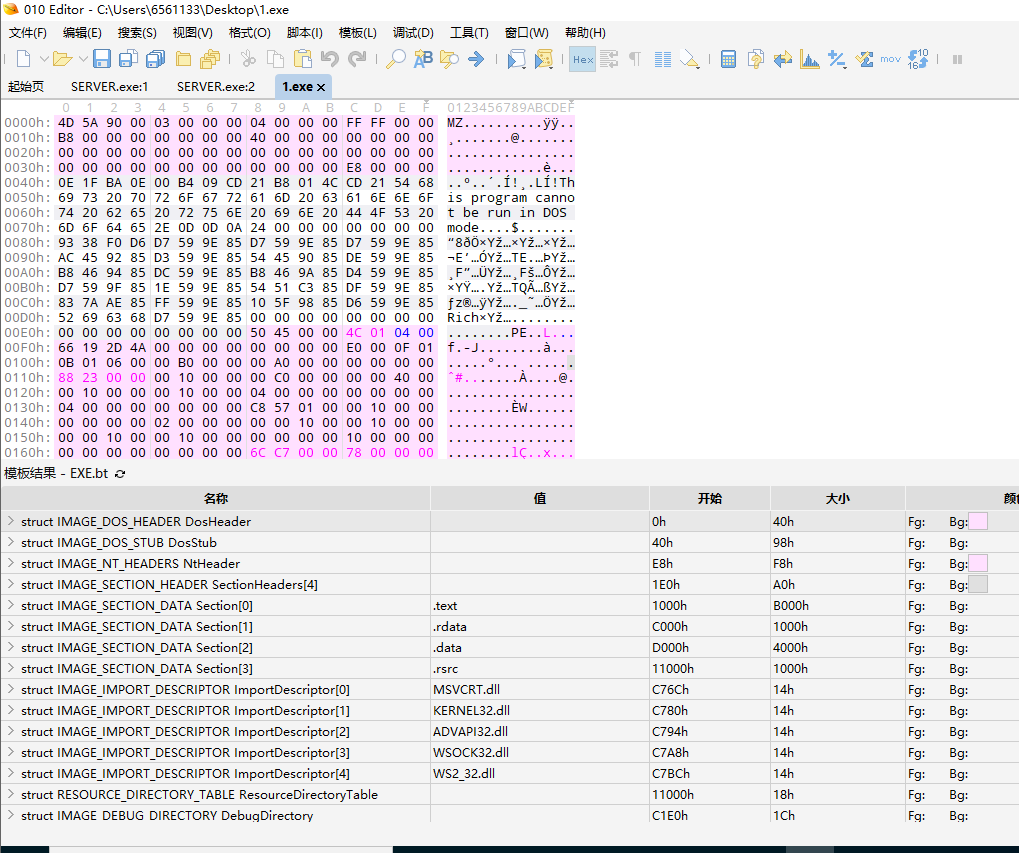 010 Editor - C:\Users\6561133\Desktop\1.exe
文件(F) 编辑(E) 搜索(S) 视图(V) 格式(O) 脚本(I) 模板(L) 调试(D) 工具(T) 窗口(W) 帮助(H)
Hex mov
起始页 SERVER.exe:1 SERVER.exe:2 1.exe ×
0 1 2 3 4 5 6 7 8 9 A B C D E F 0123456789ABCDEF
0000h: 4D 5A 90 00 03 00 00 00 04 00 00 00 FF FF 00 00 MZ..........ÿÿ..
0010h: B8 00 00 00 00 00 00 00 40 00 00 00 00 00 00 00 ¸.......@.......
0020h: 00 00 00 00 00 00 00 00 00 00 00 00 00 00 00 00 ................
0030h: 00 00 00 00 00 00 00 00 00 00 00 00 E8 00 00 00 ............è...
0040h: 0E 1F BA 0E 00 B4 09 CD 21 B8 01 4C CD 21 54 68 ..º..´.Í!¸.LÍ!Th
0050h: 69 73 20 70 72 6F 67 72 61 6D 20 63 61 6E 6E 6F is program canno
0060h: 74 20 62 65 20 72 75 6E 20 69 6E 20 44 4F 53 20 t be run in DOS
0070h: 6D 6F 64 65 2E 0D 0D 0A 24 00 00 00 00 00 00 00 mode....$.......
0080h: 93 38 F0 D6 D7 59 9E 85 D7 59 9E 85 D7 59 9E 85 “8ðÖ×Yž…×Yž…×Yž…
0090h: AC 45 92 85 D3 59 9E 85 54 45 90 85 DE 59 9E 85 ¬E’…ÓYž…TE.…ÞYž…
00A0h: B8 46 94 85 DC 59 9E 85 B8 46 9A 85 D4 59 9E 85 ¸F”…ÜYž…¸Fš…ÔYž…
00B0h: D7 59 9F 85 1E 59 9E 85 54 51 C3 85 DF 59 9E 85 ×YŸ….Yž…TQÃ…ßYž…
00C0h: 83 7A AE 85 FF 59 9E 85 10 5F 98 85 D6 59 9E 85 ƒz®…ÿYž…._˜…ÖYž…
00D0h: 52 69 63 68 D7 59 9E 85 00 00 00 00 00 00 00 00 Rich×Yž…........
00E0h: 00 00 00 00 00 00 00 00 50 45 00 00 4C 01 04 00 ........PE..L...
00F0h: 66 19 2D 4A 00 00 00 00 00 00 00 00 E0 00 0F 01 f.-J........à...
0100h: 0B 01 06 00 00 B0 00 00 00 A0 00 00 00 00 00 00 .....°... ......
0110h: 88 23 00 00 00 10 00 00 00 C0 00 00 00 00 40 00 ˆ#.......À....@.
0120h: 00 10 00 00 00 10 00 00 04 00 00 00 00 00 00 00 ................
0130h: 04 00 00 00 00 00 00 00 C8 57 01 00 00 10 00 00 ........ÈW......
0140h: 00 00 00 00 02 00 00 00 00 00 10 00 00 10 00 00 ................
0150h: 00 00 10 00 00 10 00 00 00 00 00 00 10 00 00 00 ................
0160h: 00 00 00 00 00 00 00 00 6C C7 00 00 78 00 00 00 ........lÇ..x...
模板结果 - EXE.bt
名称 值 开始 大小
struct IMAGE_DOS_HEADER DosHeader 0h 40h Fg: Bg:
struct IMAGE_DOS_STUB DosStub 40h 98h Fg: Bg:
struct IMAGE_NT_HEADERS NtHeader E8h F8h Fg: Bg:
struct IMAGE_SECTION_HEADER SectionHeaders[4] 1E0h A0h Fg: Bg:
struct IMAGE_SECTION_DATA Section[0] .text 1000h B000h Fg: Bg:
struct IMAGE_SECTION_DATA Section[1] .rdata C000h 1000h Fg: Bg:
struct IMAGE_SECTION_DATA Section[2] .data D000h 4000h Fg: Bg:
struct IMAGE_SECTION_DATA Section[3] .rsrc 11000h 1000h Fg: Bg:
struct IMAGE_IMPORT_DESCRIPTOR ImportDescriptor[0] MSVCRT.dll C76Ch 14h Fg: Bg:
struct IMAGE_IMPORT_DESCRIPTOR ImportDescriptor[1] KERNEL32.dll C780h 14h Fg: Bg:
struct IMAGE_IMPORT_DESCRIPTOR ImportDescriptor[2] ADVAPI32.dll C794h 14h Fg: Bg:
struct IMAGE_IMPORT_DESCRIPTOR ImportDescriptor[3] WSOCK32.dll C7A8h 14h Fg: Bg:
struct IMAGE_IMPORT_DESCRIPTOR ImportDescriptor[4] WS2_32.dll C7BCh 14h Fg: Bg:
struct RESOURCE_DIRECTORY_TABLE ResourceDirectoryTable 11000h 18h Fg: Bg:
struct IMAGE_DEBUG_DIRECTORY DebugDirectory C1E0h 1Ch Fg: Bg: